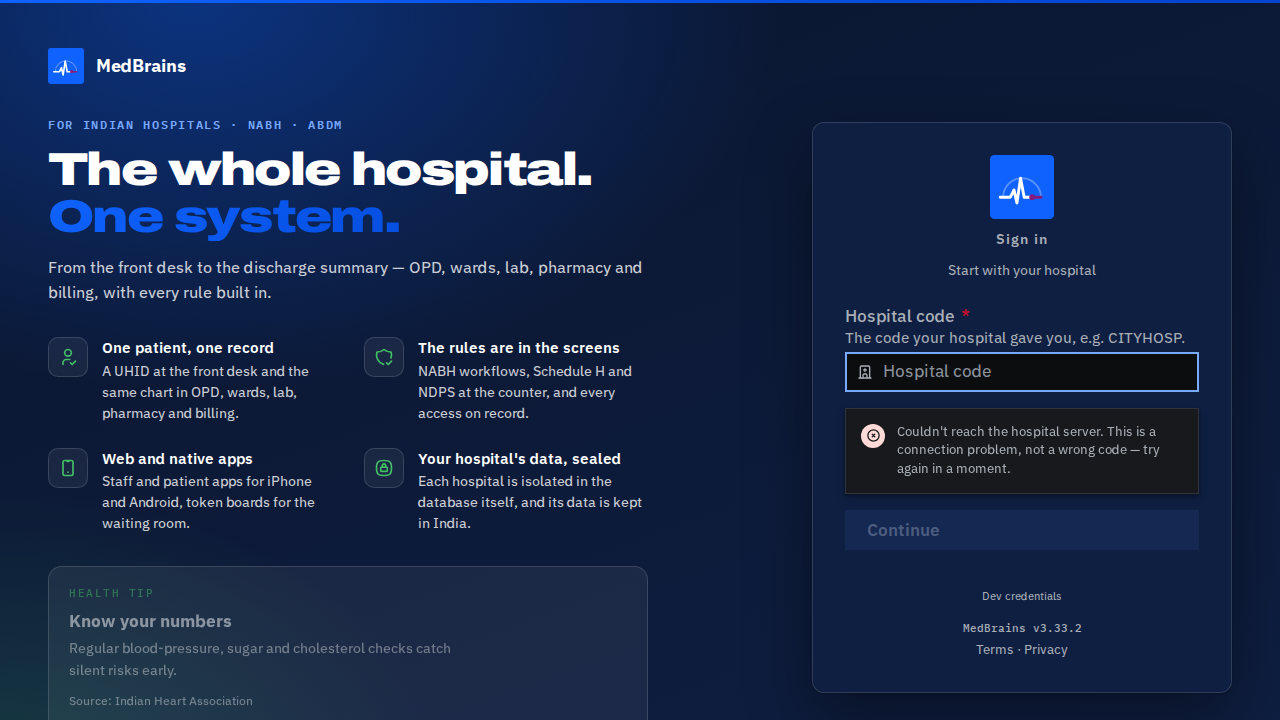 MedBrains
FOR INDIAN HOSPITALS · NABH · ABDM
The whole hospital.
One system.
From the front desk to the discharge summary — OPD, wards, lab, pharmacy and
billing, with every rule built in.
One patient, one record
A UHID at the front desk and the
same chart in OPD, wards, lab,
pharmacy and billing.
The rules are in the screens
NABH workflows, Schedule H and
NDPS at the counter, and every
access on record.
Web and native apps
Staff and patient apps for iPhone
and Android, token boards for the
waiting room.
Your hospital's data, sealed
Each hospital is isolated in the
database itself, and its data is kept
in India.
HEALTH TIP
Know your numbers
Regular blood-pressure, sugar and cholesterol checks catch
silent risks early.
Source: Indian Heart Association
Sign in
Start with your hospital
Hospital code *
The code your hospital gave you, e.g. CITYHOSP.
Hospital code
Couldn't reach the hospital server. This is a
connection problem, not a wrong code — try
again in a moment.
Continue
Dev credentials
MedBrains v3.33.2
Terms · Privacy